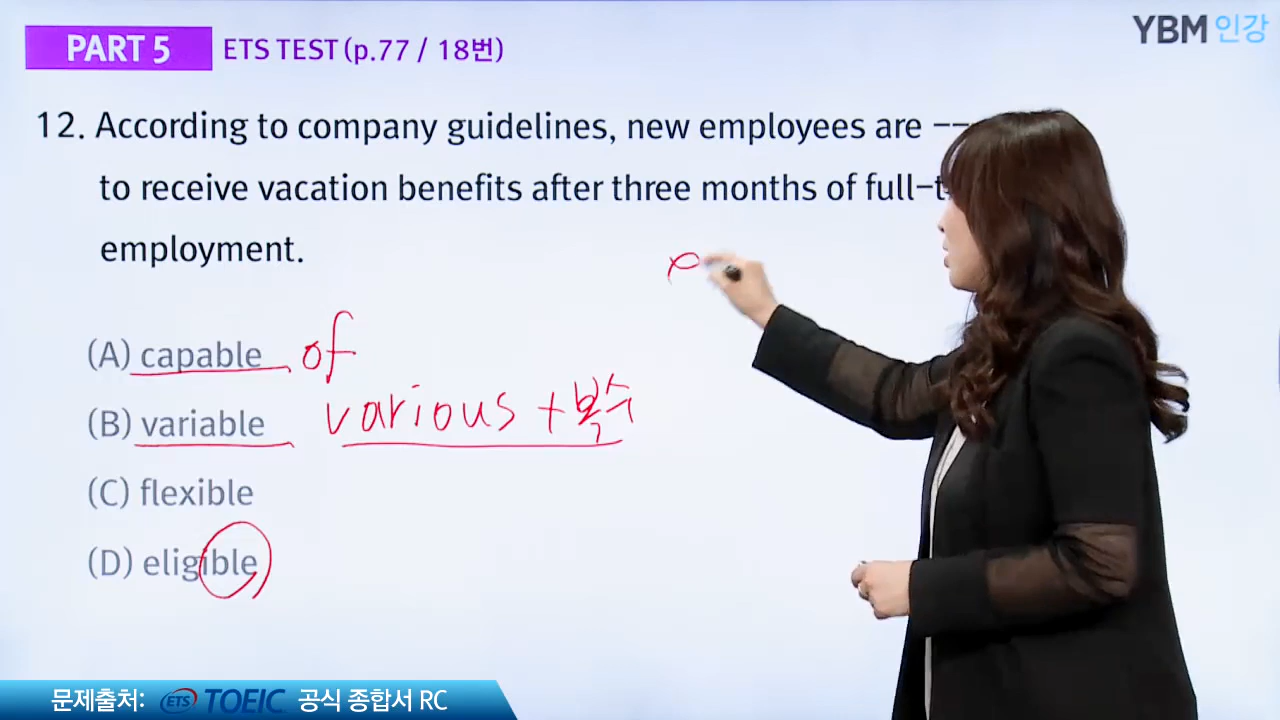 PART 5 ETS TEST (p.77 / 18번) YBM 인강
12. According to company guidelines, new employees are ---
to receive vacation benefits after three months of full-t
employment.
(A) capable of
(B) variable various + 복수
(C) flexible
(D) eligible
문제출처: ETS TOEIC 공식 종합서 RC